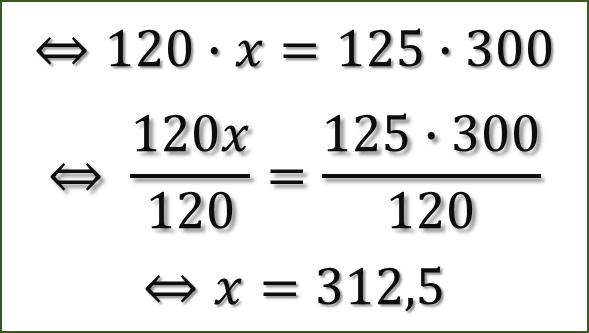 ⇔ 120 · x = 125 · 300
⇔ 120x/120 = 125 · 300/120
⇔ x = 312,5